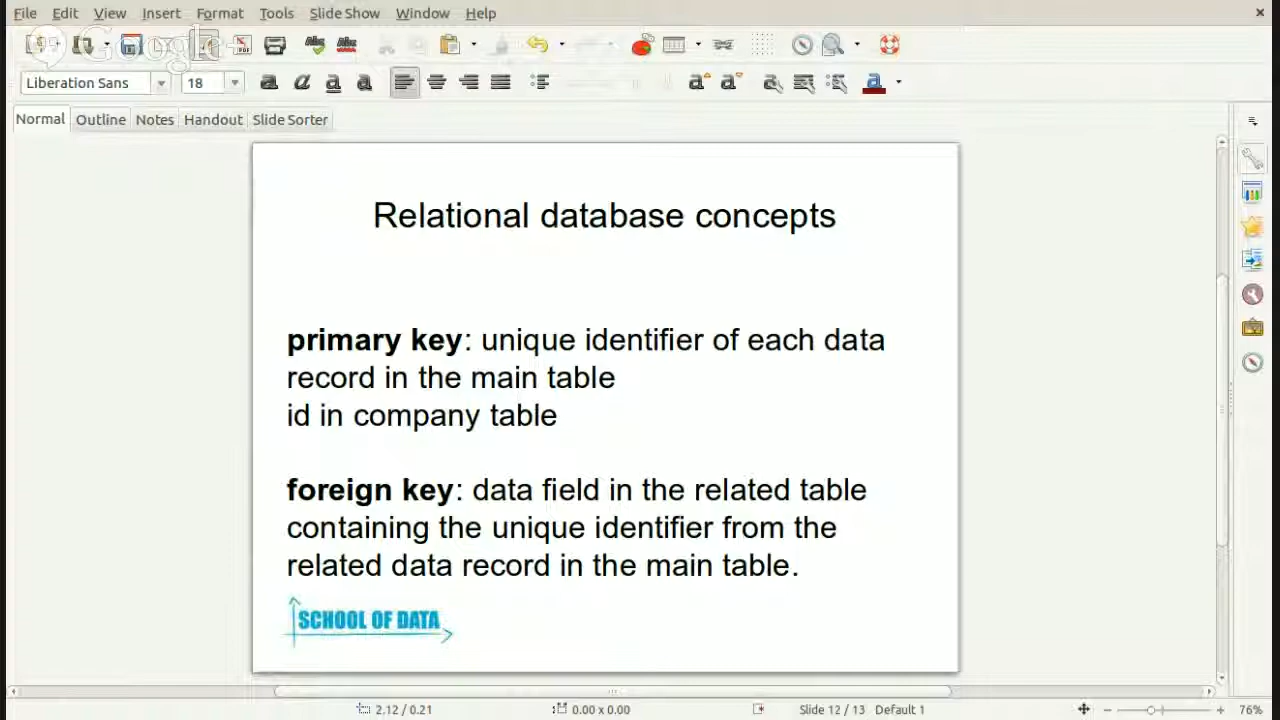 File Edit View Insert Format Tools Slide Show Window Help
Google+
Liberation Sans 18
Normal Outline Notes Handout Slide Sorter
Relational database concepts
primary key: unique identifier of each data
record in the main table
id in company table
foreign key: data field in the related table
containing the unique identifier from the
related data record in the main table.
SCHOOL OF DATA
2.12 / 0.21 0.00 x 0.00 Slide 12 / 13 Default 1 76%